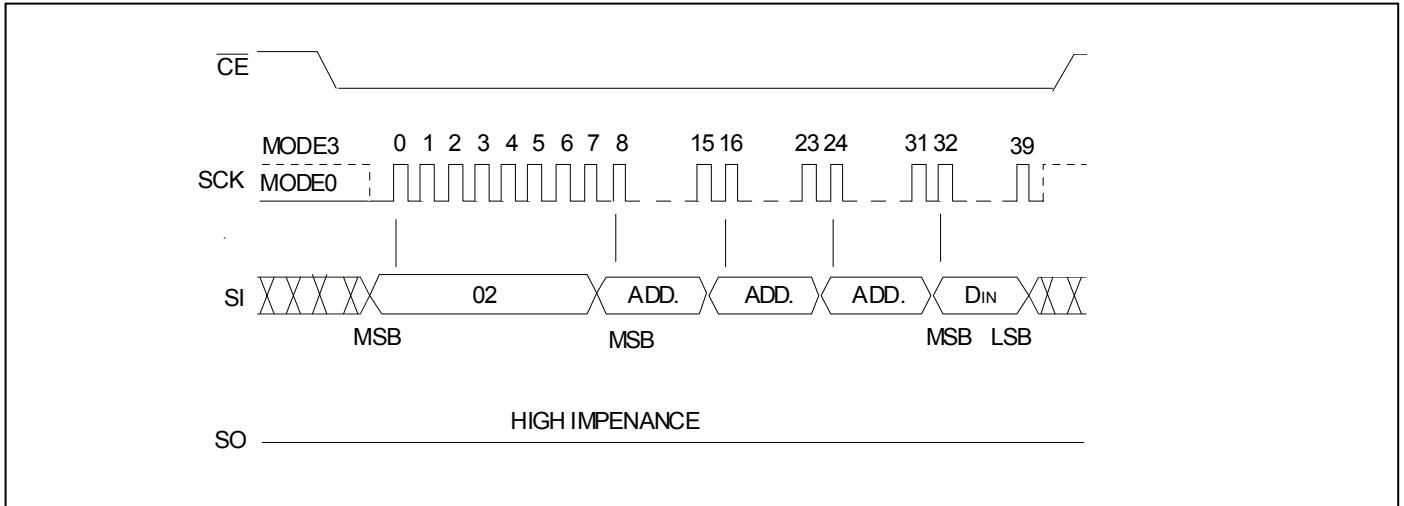 CE
MODE3 0 1 2 3 4 5 6 7 8 15 16 23 24 31 32 39
SCK MODE0
SI 02 ADD. ADD. ADD. DIN
MSB MSB MSB LSB
HIGH IMPENANCE
SO